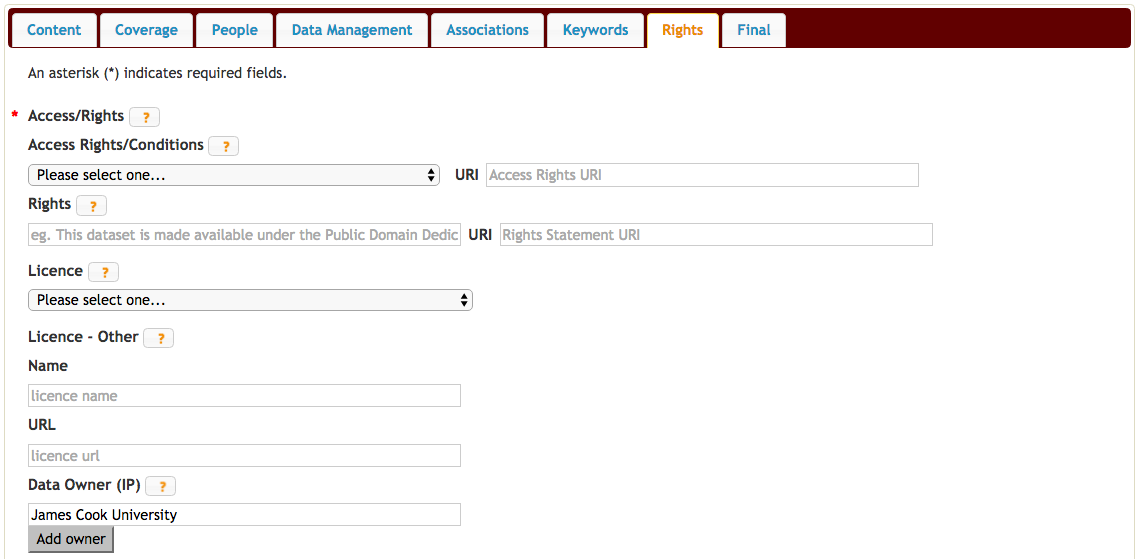 Content Coverage People Data Management Associations Keywords Rights Final
An asterisk (*) indicates required fields.
* Access/Rights ?
Access Rights/Conditions ?
Please select one... URI Access Rights URI
Rights ?
eg. This dataset is made available under the Public Domain Dedic URI Rights Statement URI
Licence ?
Please select one...
Licence - Other ?
Name
licence name
URL
licence url
Data Owner (IP) ?
James Cook University
Add owner